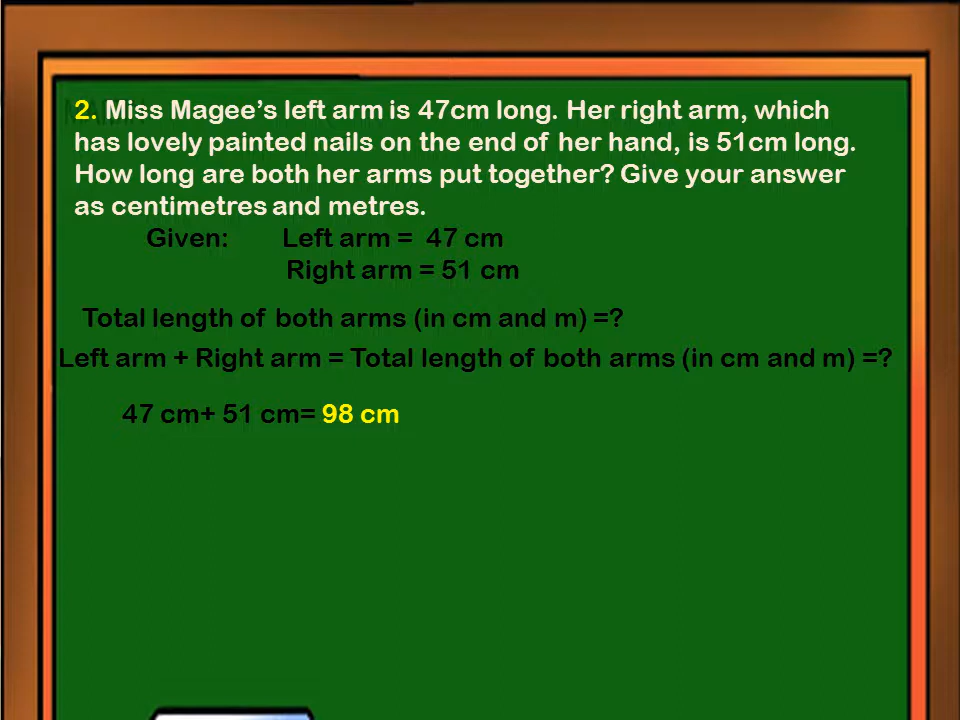 2. Miss Magee’s left arm is 47cm long. Her right arm, which
has lovely painted nails on the end of her hand, is 51cm long.
How long are both her arms put together? Give your answer
as centimetres and metres.
Given: Left arm = 47 cm
Right arm = 51 cm
Total length of both arms (in cm and m) =?
Left arm + Right arm = Total length of both arms (in cm and m) =?
47 cm+ 51 cm= 98 cm